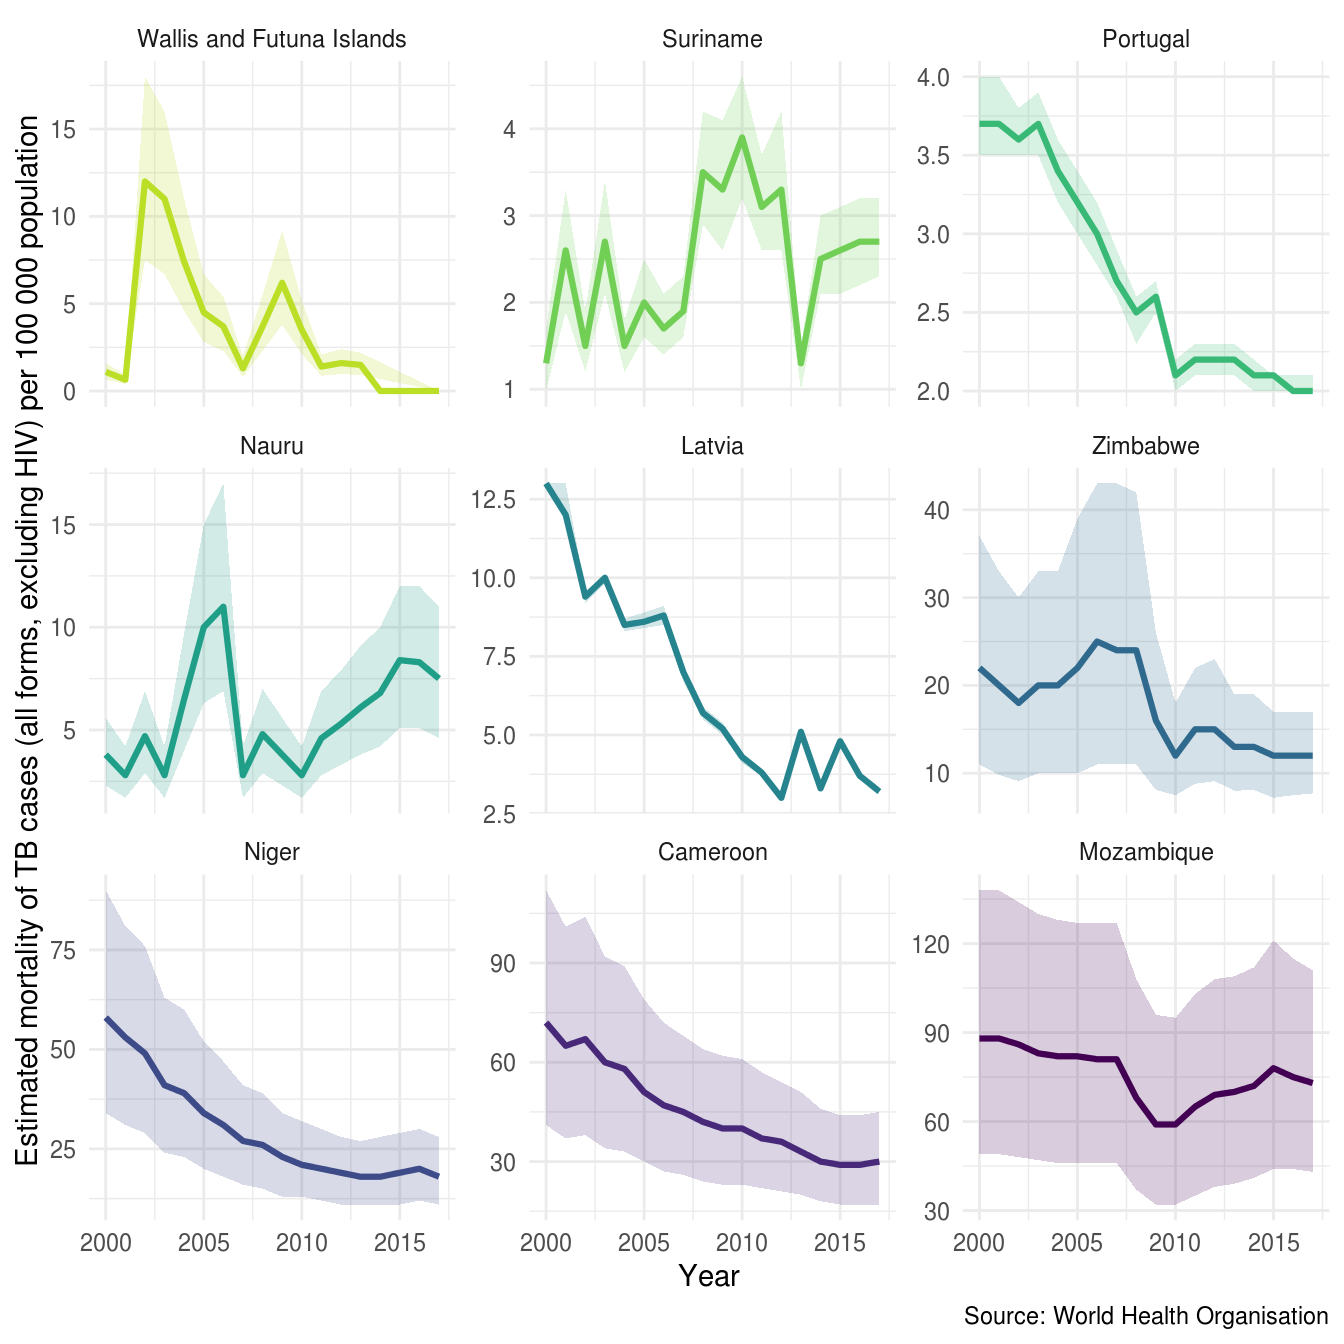 Wallis and Futuna Islands
Suriname
Portugal
15
10
5
0
4
3
2
1
4.0
3.5
3.0
2.5
2.0
Nauru
Latvia
Zimbabwe
15
10
5
12.5
10.0
7.5
5.0
2.5
40
30
20
10
Niger
Cameroon
Mozambique
75
50
25
90
60
30
120
90
60
30
2000 2005 2010 2015
2000 2005 2010 2015
2000 2005 2010 2015
Estimated mortality of TB cases (all forms, excluding HIV) per 100 000 population
Year
Source: World Health Organisation